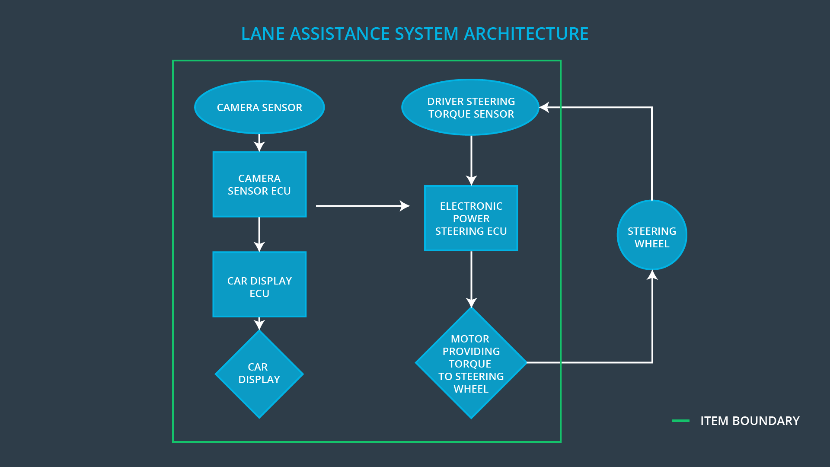 LANE ASSISTANCE SYSTEM ARCHITECTURE
CAMERA SENSOR
CAMERA
SENSOR ECU
CAR DISPLAY
ECU
CAR
DISPLAY
DRIVER STEERING
TORQUE SENSOR
ELECTRONIC
POWER
STEERING ECU
MOTOR
PROVIDING
TORQUE
TO STEERING
WHEEL
STEERING
WHEEL
ITEM BOUNDARY